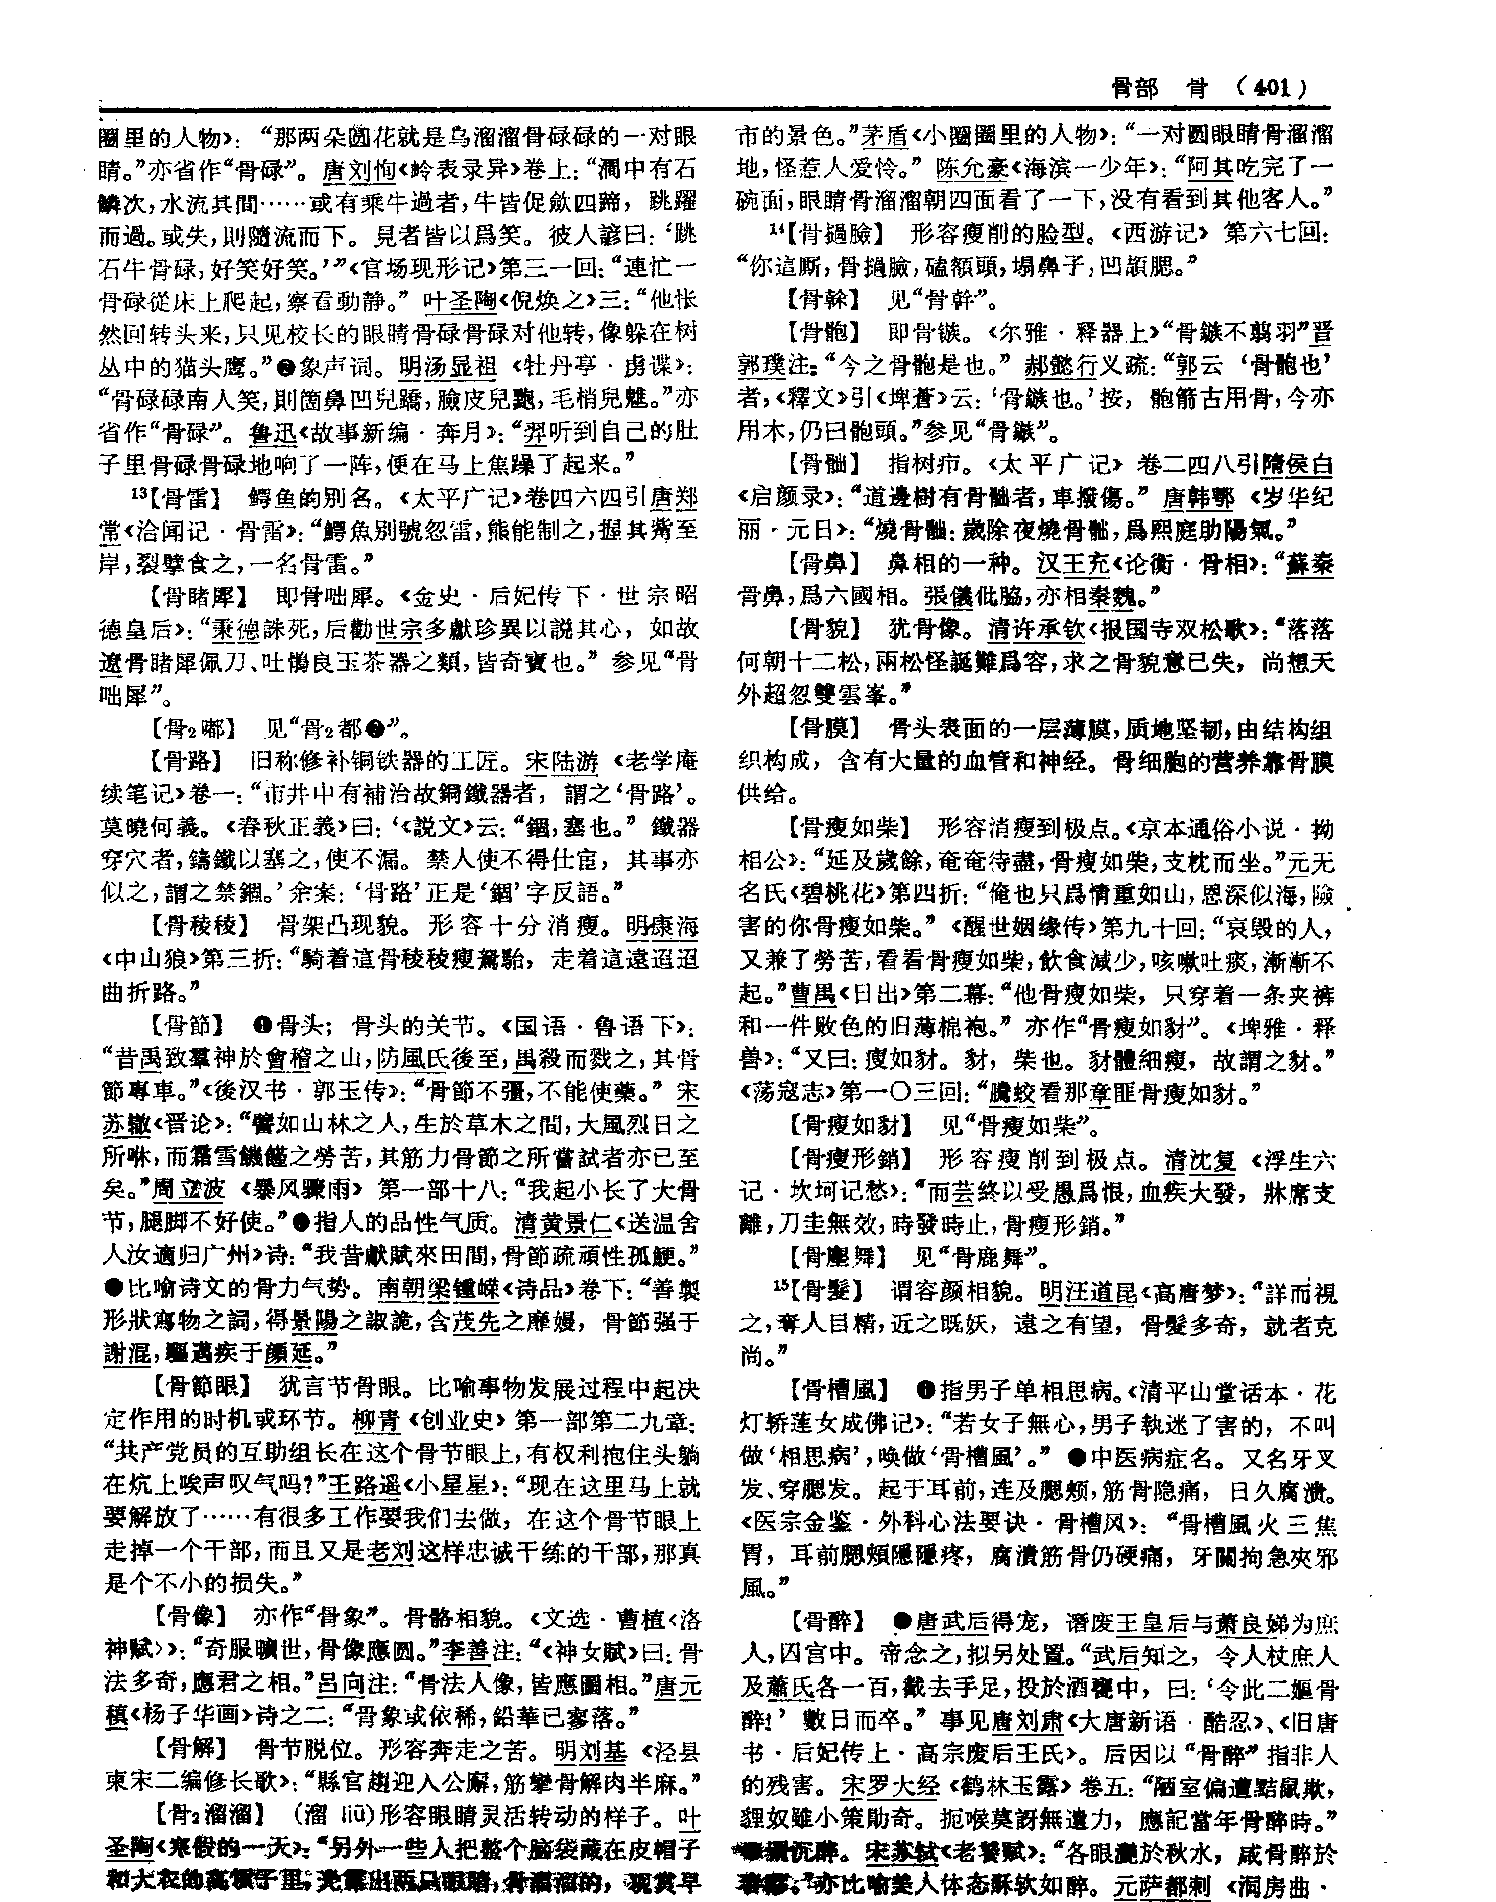 骨部 骨 （401）
圈里的人物》：“那两朵圆花就是乌溜溜骨碌碌的一对眼
睛。”亦省作“骨碌”。唐刘恂《岭表录异》卷上：“澗中有石
鱗次，水流其間……或有乘牛過者，牛皆促斂四蹄，跳躍
而過。或失，則隨流而下。見者皆以爲笑。彼人諺曰：‘跳
石牛骨碌，好笑好笑。’”《官场现形记》第三一回：“連忙一
骨碌從床上爬起，察看動静。”叶圣陶《倪焕之》三：“他怅
然回转头来，只见校长的眼睛骨碌骨碌对他转，像躲在树
丛中的猫头鹰。”❷象声词。明汤显祖《牡丹亭·虏谍》：
“骨碌碌南人笑，則箇鼻凹兒蹻，臉皮兒皰，毛梢兒魋。”亦
省作“骨碌”。鲁迅《故事新编·奔月》：“羿听到自己的肚
子里骨碌骨碌地响了一阵，便在马上焦躁了起来。”
13【骨雷】 鳄鱼的别名。《太平广记》卷四六四引唐郑
常《洽闻记·骨雷》：“鰐魚别號忽雷，熊能制之，握其觜至
岸，裂擘食之，一名骨雷。”
【骨睹犀】 即骨咄犀。《金史·后妃传下·世宗昭
德皇后》：“秉德誅死，后勸世宗多獻珍異以説其心，如故
遼骨睹犀佩刀、吐鶻良玉茶器之類，皆奇寶也。”参见“骨
咄犀”。
【骨2嘟】 见“骨2都❷”。
【骨路】 旧称修补铜铁器的工匠。宋陆游《老学庵
续笔记》卷一：“市井中有補治故銅鐵器者，謂之‘骨路’。
莫曉何義。《春秋正義》曰：‘《説文》云：“錮，塞也。”鐵器
穿穴者，鑄鐵以塞之，使不漏。禁人使不得仕宦，其事亦
似之，謂之禁錮。’余案：‘骨路’正是‘錮’字反語。”
【骨稜稜】 骨架凸现貌。形容十分消瘦。明康海
《中山狼》第三折：“騎着這骨稜稜瘦駑駘，走着這遠迢迢
曲折路。”
【骨節】 ❶骨头；骨头的关节。《国语·鲁语下》：
“昔禹致羣神於會稽之山，防風氏後至，禹殺而戮之，其骨
節專車。”《後汉书·郭玉传》：“骨節不彊，不能使藥。”宋
苏辙《晋论》：“譬如山林之人，生於草木之間，大風烈日之
所咻，而霜雪饑饉之勞苦，其筋力骨節之所嘗試者亦已至
矣。”周立波《暴风骤雨》第一部十八：“我起小长了大骨
节，腿脚不好使。”●指人的品性气质。清黄景仁《送温舍
人汝適归广州》诗：“我昔獻賦來田間，骨節疏頑性孤鯁。”
●比喻诗文的骨力气势。南朝梁锺嵘《诗品》卷下：“善製
形狀寫物之詞，得景陽之諔詭，含茂先之靡嫚，骨節强于
謝混，驅邁疾于顔延。”
【骨節眼】 犹言节骨眼。比喻事物发展过程中起决
定作用的时机或环节。柳青《创业史》第一部第二九章：
“共产党员的互助组长在这个骨节眼上，有权利抱住头躺
在炕上唉声叹气吗？”王路遥《小星星》：“现在这里马上就
要解放了……有很多工作要我们去做，在这个骨节眼上
走掉一个干部，而且又是老刘这样忠诚干练的干部，那真
是个不小的损失。”
【骨像】 亦作“骨象”。骨骼相貌。《文选·曹植〈洛
神赋〉》：“奇服曠世，骨像應圆。”李善注：“《神女賦》曰：骨
法多奇，應君之相。”吕向注：“骨法人像，皆應圖相。”唐元
稹《杨子华画》诗之二：“骨象或依稀，鉛華已寥落。”
【骨解】 骨节脱位。形容奔走之苦。明刘基《泾县
東宋二编修长歌》：“縣官趨迎入公廨，筋攣骨解肉半麻。”
【骨2溜溜】 （溜 liū）形容眼睛灵活转动的样子。叶
圣陶《寒假的一天》：“另外一些人把整个脑袋藏在皮帽子
和大衣的高领子里，光露出两只眼睛，骨溜溜的，观赏早
市的景色。”茅盾《小圈圈里的人物》：“一对圆眼睛骨溜溜
地，怪惹人爱怜。”陈允豪《海滨一少年》：“阿其吃完了一
碗面，眼睛骨溜溜朝四面看了一下，没有看到其他客人。”
14【骨撾臉】 形容瘦削的脸型。《西游记》第六七回：
“你這厮，骨撾臉，磕額頭，塌鼻子，凹頡腮。”
【骨榦】 见“骨幹”。
【骨骲】 即骨镞。《尔雅·释器上》“骨鏃不翦羽”晋
郭璞注：“今之骨骲是也。”郝懿行义疏：“郭云‘骨骲也’
者，《釋文》引《埤蒼》云：‘骨鏃也。’按，骲箭古用骨，今亦
用木，仍曰骲頭。”参见“骨鏃”。
【骨䯏】 指树疖。《太平广记》卷二四八引隋侯白
《启颜录》：“道邊樹有骨䯏者，車撥傷。”唐韩鄂《岁华纪
丽·元日》：“燒骨䯏：歲除夜燒骨䯏，爲熙庭助陽氣。”
【骨鼻】 鼻相的一种。汉王充《论衡·骨相》：“蘇秦
骨鼻，爲六國相。張儀仳脇，亦相秦魏。”
【骨貌】 犹骨像。清许承钦《报国寺双松歌》：“落落
何朝十二松，兩松怪誕難爲容，求之骨貌意已失，尚想天
外超忽雙雲峯。”
【骨膜】 骨头表面的一层薄膜，质地坚韧，由结构组
织构成，含有大量的血管和神经。骨细胞的营养靠骨膜
供给。
【骨瘦如柴】 形容消瘦到极点。《京本通俗小说·拗
相公》：“延及歲餘，奄奄待盡，骨瘦如柴，支枕而坐。”元无
名氏《碧桃花》第四折：“俺也只爲情重如山，恩深似海，險
害的你骨瘦如柴。”《醒世姻缘传》第九十回：“哀毁的人，
又兼了勞苦，看看骨瘦如柴，飲食減少，咳嗽吐痰，漸漸不
起。”曹禺《日出》第二幕：“他骨瘦如柴，只穿着一条夹裤
和一件败色的旧薄棉袍。”亦作“骨瘦如豺”。《埤雅·释
兽》：“又曰：瘦如豺。豺，柴也。豺體細瘦，故謂之豺。”
《荡寇志》第一〇三回：“騰蛟看那章匪骨瘦如豺。”
【骨瘦如豺】 见“骨瘦如柴”。
【骨瘦形銷】 形容瘦削到极点。清沈复《浮生六
记·坎坷记愁》：“而芸終以受愚爲恨，血疾大發，牀席支
離，刀圭無效，時發時止，骨瘦形銷。”
【骨塵舞】 见“骨鹿舞”。
15【骨髮】 谓容颜相貌。明汪道昆《高唐梦》：“詳而視
之，奪人目精，近之既妖，遠之有望，骨髮多奇，就者克
尚。”
【骨槽風】 ❶指男子单相思病。《清平山堂话本·花
灯轿莲女成佛记》：“若女子無心，男子執迷了害的，不叫
做‘相思病’，唤做‘骨槽風’。”●中医病症名。又名牙叉
发、穿腮发。起于耳前，连及腮颊，筋骨隐痛，日久腐溃。
《医宗金鉴·外科心法要诀·骨槽风》：“骨槽風火三焦
胃，耳前腮頰隱隱疼，腐潰筋骨仍硬痛，牙關拘急夾邪
風。”
【骨醉】 ●唐武后得宠，谮废王皇后与萧良娣为庶
人，囚宫中。帝念之，拟另处置。“武后知之，令人杖庶人
及蕭氏各一百，截去手足，投於酒甕中，曰：‘令此二嫗骨
醉！’數日而卒。”事见唐刘肃《大唐新语·酷忍》、《旧唐
书·后妃传上·高宗废后王氏》。后因以“骨醉”指非人
的残害。宋罗大经《鹤林玉露》卷五：“陋室偏遭黠鼠欺，
狸奴雖小策勛奇。扼喉莫訝無遺力，應記當年骨醉時。”
沉醉。宋苏轼《老饕赋》：“各眼灧於秋水，咸骨醉於
春醪。”亦比喻美人体态酥软如醉。元萨都剌《洞房曲·